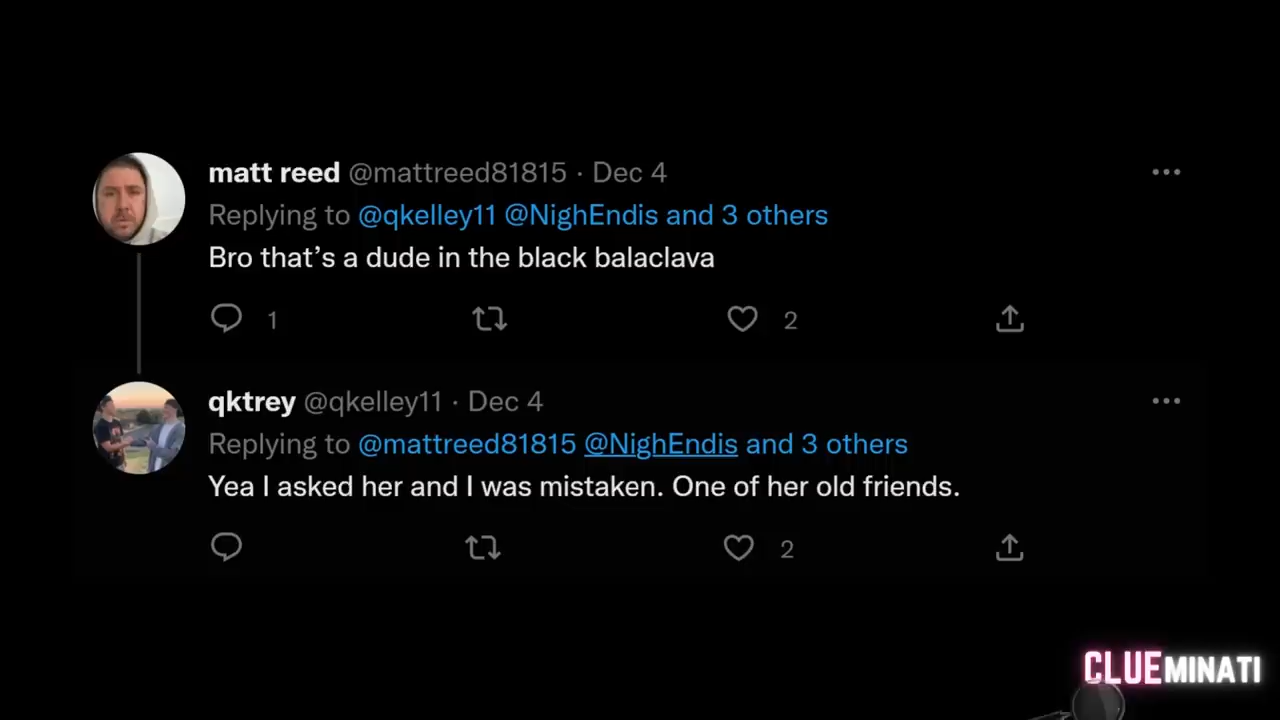 matt reed @mattreed81815 · Dec 4
Replying to @qkelley11 @NighEndis and 3 others
Bro that’s a dude in the black balaclava
1 2
qktrey @qkelley11 · Dec 4
Replying to @mattreed81815 @NighEndis and 3 others
Yea I asked her and I was mistaken. One of her old friends.
2
CLUEMINATI